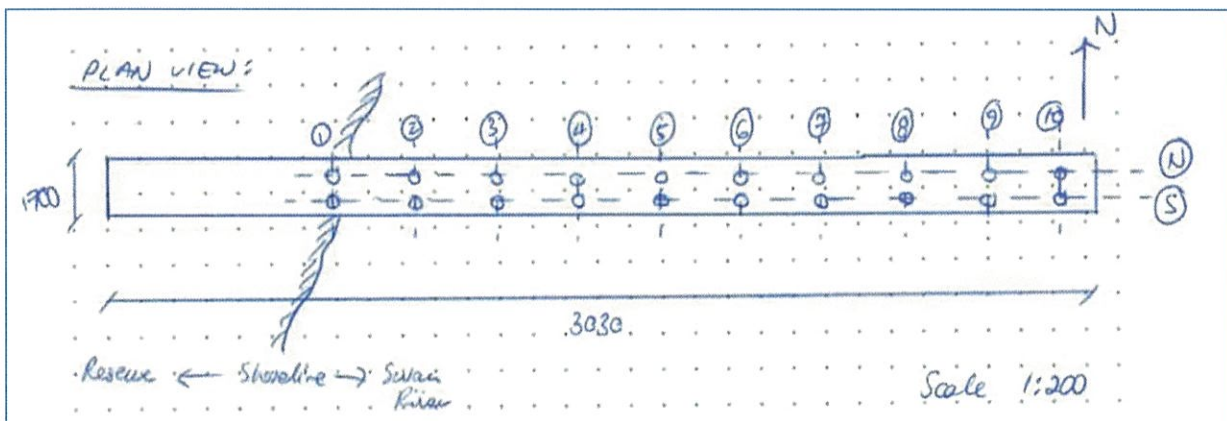 N
PLAN VIEW:
1 2 3 4 5 6 7 8 9 10
N
1700
S
3030
Reserve ← Shoreline → Swan
River
Scale 1:200